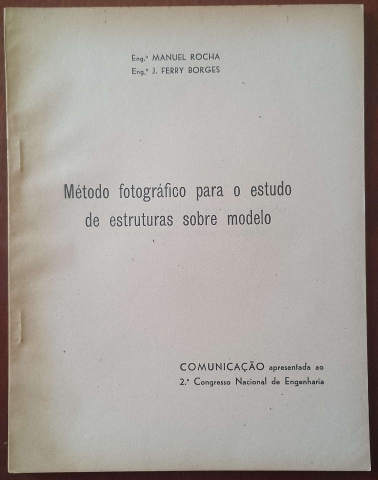 Eng.º MANUEL ROCHA
Eng.º J. FERRY BORGES
Método fotográfico para o estudo
de estruturas sobre modelo
COMUNICAÇÃO apresentada ao
2.º Congresso Nacional de Engenharia